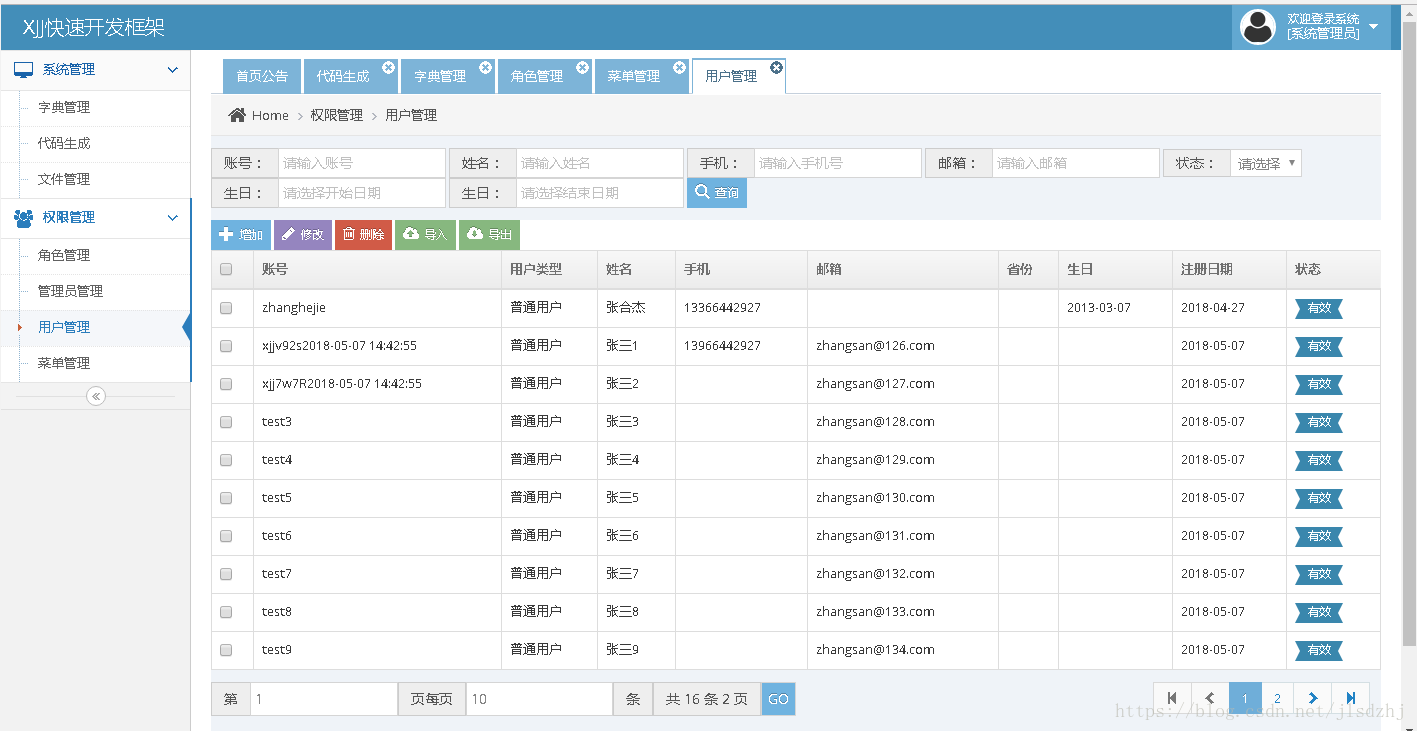 XJJ快速开发框架
欢迎登录系统
[系统管理员]
系统管理
字典管理
代码生成
文件管理
权限管理
角色管理
管理员管理
用户管理
菜单管理
首页公告 代码生成 字典管理 角色管理 菜单管理 用户管理
Home > 权限管理 > 用户管理
账号： 请输入账号 姓名： 请输入姓名 手机： 请输入手机号 邮箱： 请输入邮箱 状态： 请选择
生日： 请选择开始日期 生日： 请选择结束日期 查询
增加 修改 删除 导入 导出
账号 用户类型 姓名 手机 邮箱 省份 生日 注册日期 状态
zhanghejie 普通用户 张合杰 13366442927 2013-03-07 2018-04-27 有效
xjjv92s2018-05-07 14:42:55 普通用户 张三1 13966442927 zhangsan@126.com 2018-05-07 有效
xjj7w7R2018-05-07 14:42:55 普通用户 张三2 zhangsan@127.com 2018-05-07 有效
test3 普通用户 张三3 zhangsan@128.com 2018-05-07 有效
test4 普通用户 张三4 zhangsan@129.com 2018-05-07 有效
test5 普通用户 张三5 zhangsan@130.com 2018-05-07 有效
test6 普通用户 张三6 zhangsan@131.com 2018-05-07 有效
test7 普通用户 张三7 zhangsan@132.com 2018-05-07 有效
test8 普通用户 张三8 zhangsan@133.com 2018-05-07 有效
test9 普通用户 张三9 zhangsan@134.com 2018-05-07 有效
第 1 页每页 10 条 共 16 条 2 页 GO 1 2
https://blog.csdn.net/jlsdzhj